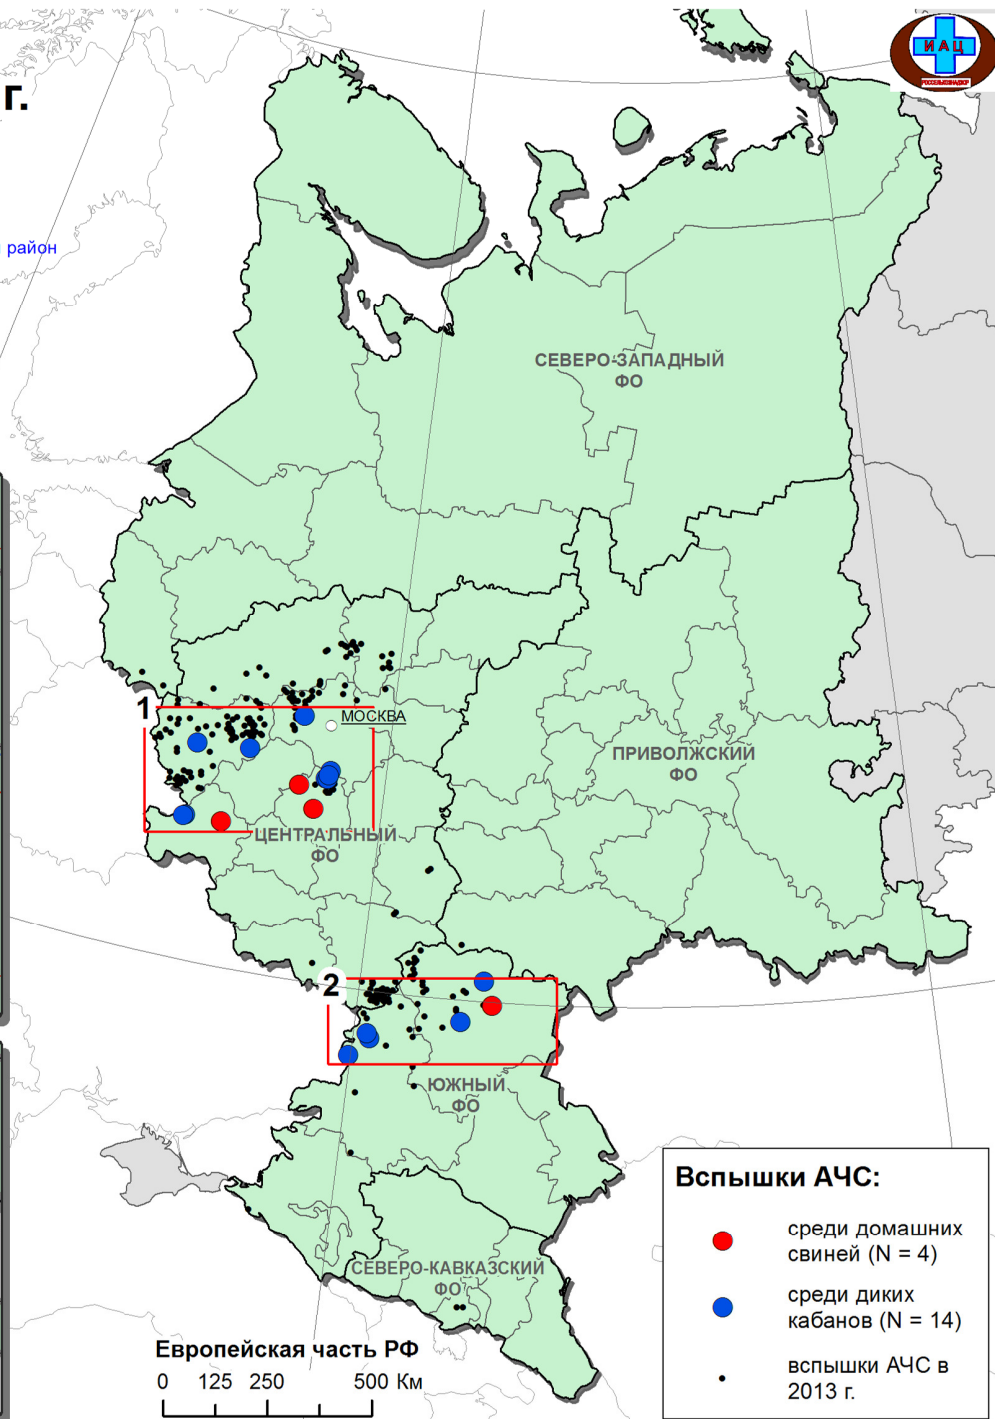 г.
ИАЦ
РОССЕЛЬХОЗНАДЗОР
район
СЕВЕРО-ЗАПАДНЫЙ
ФО
1
МОСКВА
ПРИВОЛЖСКИЙ
ФО
ЦЕНТРАЛЬНЫЙ
ФО
2
ЮЖНЫЙ
ФО
СЕВЕРО-КАВКАЗСКИЙ
ФО
Вспышки АЧС:
среди домашних
свиней (N = 4)
среди диких
кабанов (N = 14)
вспышки АЧС в
2013 г.
Европейская часть РФ
0 125 250 500 Км